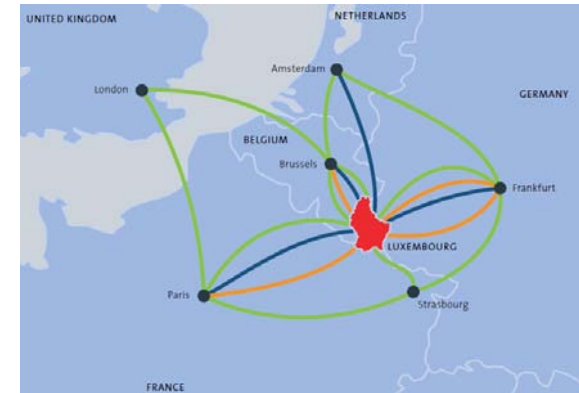 UNITED KINGDOM
NETHERLANDS
Amsterdam
London
GERMANY
BELGIUM
Brussels
Frankfurt
LUXEMBOURG
Paris
Strasbourg
FRANCE